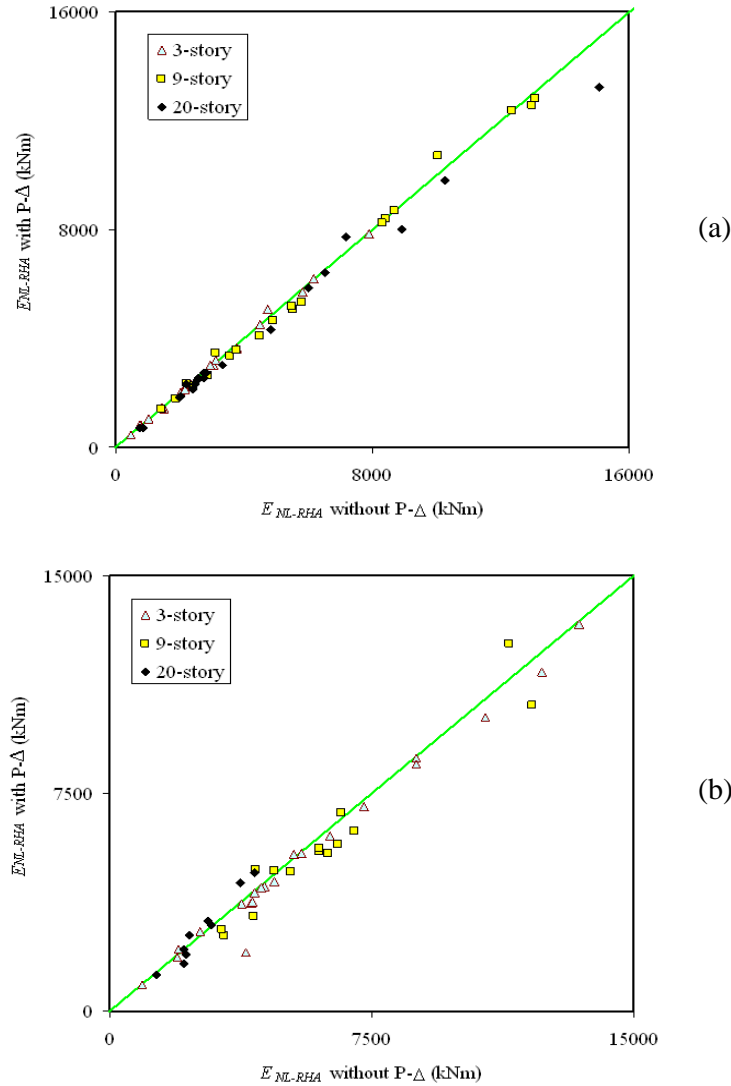 16000
3-story
9-story
20-story
E_NL-RHA with P-Δ (kNm)
8000
(a)
0
0 8000 16000
E_NL-RHA without P-Δ (kNm)
15000
3-story
9-story
20-story
E_NL-RHA with P-Δ (kNm)
7500
(b)
0
0 7500 15000
E_NL-RHA without P-Δ (kNm)